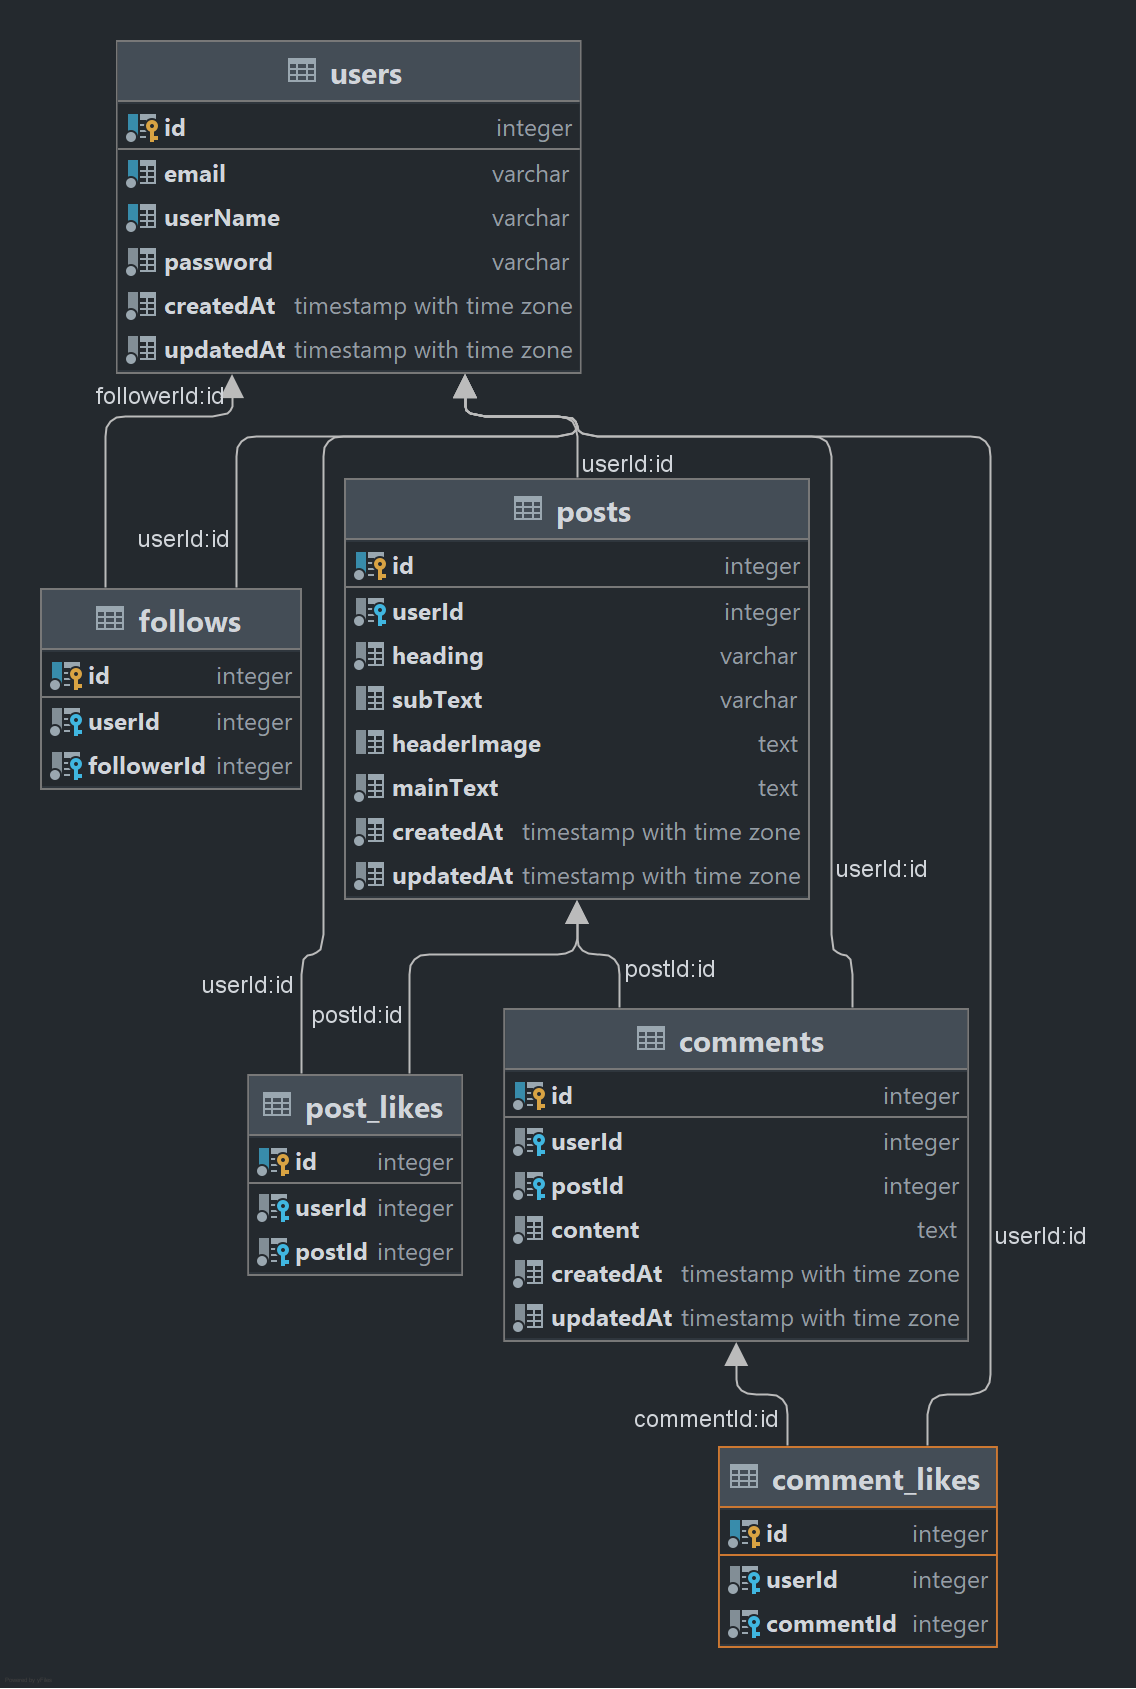 users
id integer
email varchar
userName varchar
password varchar
createdAt timestamp with time zone
updatedAt timestamp with time zone
followerId:id
userId:id
userId:id
posts
id integer
userId integer
heading varchar
subText varchar
headerImage text
mainText text
createdAt timestamp with time zone
updatedAt timestamp with time zone
follows
id integer
userId integer
followerId integer
userId:id
userId:id
postId:id
postId:id
comments
id integer
userId integer
postId integer
content text
createdAt timestamp with time zone
updatedAt timestamp with time zone
post_likes
id integer
userId integer
postId integer
userId:id
commentId:id
comment_likes
id integer
userId integer
commentId integer